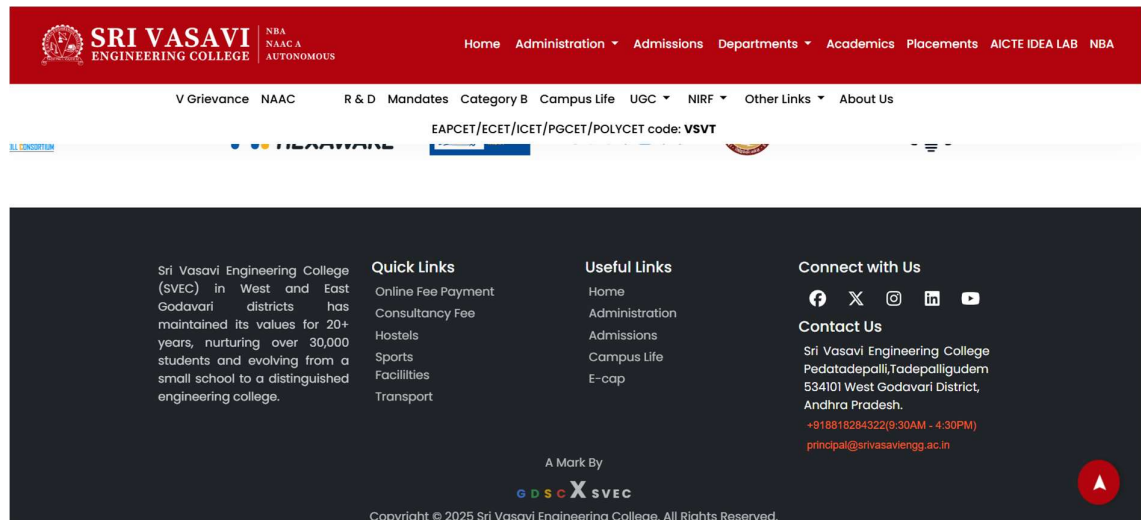 SRI VASAVI
ENGINEERING COLLEGE
NBA
NAAC A
AUTONOMOUS
Home Administration Admissions Departments Academics Placements AICTE IDEA LAB NBA
V Grievance NAAC R & D Mandates Category B Campus Life UGC NIRF Other Links About Us
EAPCET/ECET/ICET/PGCET/POLYCET code: VSVT
CONSORTIUM
HEXAWARE
Sri Vasavi Engineering College
(SVEC) in West and East
Godavari districts has
maintained its values for 20+
years, nurturing over 30,000
students and evolving from a
small school to a distinguished
engineering college.
Quick Links
Online Fee Payment
Consultancy Fee
Hostels
Sports
Facililties
Transport
Useful Links
Home
Administration
Admissions
Campus Life
E-cap
Connect with Us
Contact Us
Sri Vasavi Engineering College
Pedatadepalli,Tadepalligudem
534101 West Godavari District,
Andhra Pradesh.
+918818284322(9:30AM - 4:30PM)
principal@srivasaviengg.ac.in
A Mark By
GDSC X SVEC
Copyright © 2025 Sri Vasavi Engineering College. All Rights Reserved.